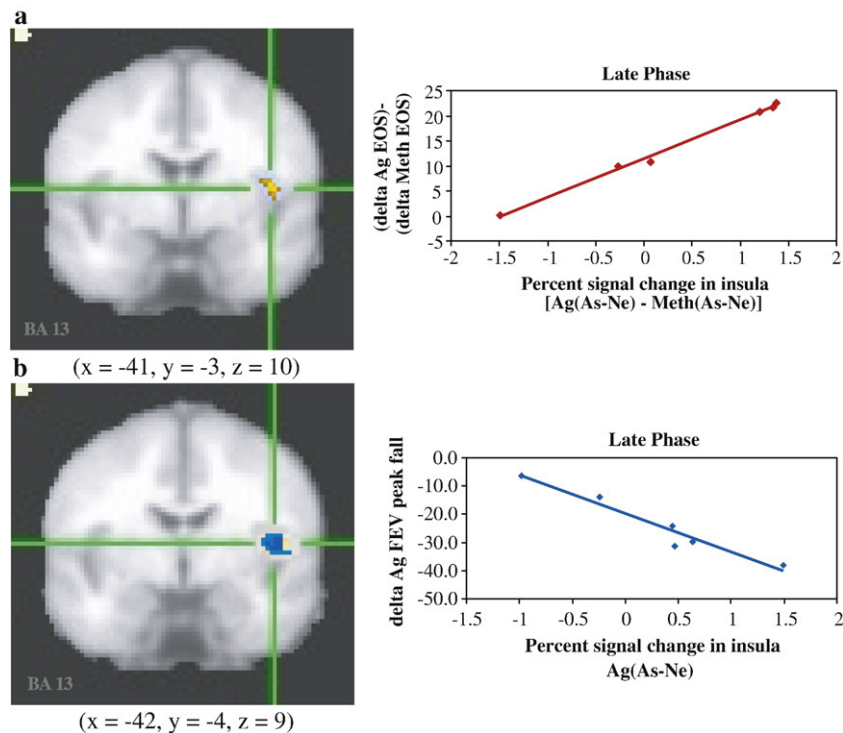 a
BA 13
(x = -41, y = -3, z = 10)
Late Phase
(delta Ag EOS)-
(delta Meth EOS)
25
20
15
10
5
0
-5
-2
-1.5
-1
-0.5
0
0.5
1
1.5
2
Percent signal change in insula
[Ag(As-Ne) - Meth(As-Ne)]
b
BA 13
(x = -42, y = -4, z = 9)
Late Phase
delta Ag FEV peak fall
0.0
-10.0
-20.0
-30.0
-40.0
-50.0
-1.5
-1
-0.5
0
0.5
1
1.5
2
Percent signal change in insula
Ag(As-Ne)